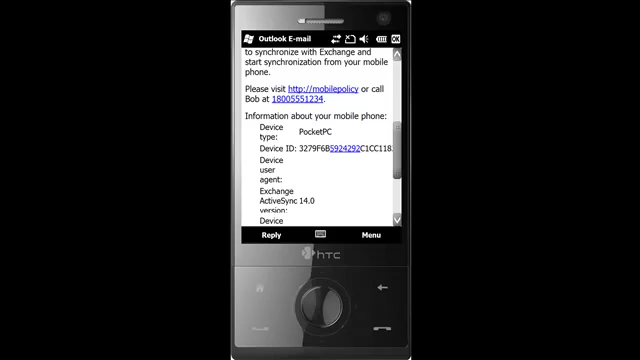 Outlook E-mail OK
to synchronize with Exchange and
start synchronization from your mobile
phone.
Please visit http://mobilepolicy or call
Bob at 18005551234.
Information about your mobile phone:
Device
type: PocketPC
Device ID: 3279F6B5924292C1CC118
Device
user
agent:
Exchange
ActiveSync 14.0
version:
Device
Reply Menu
hTC